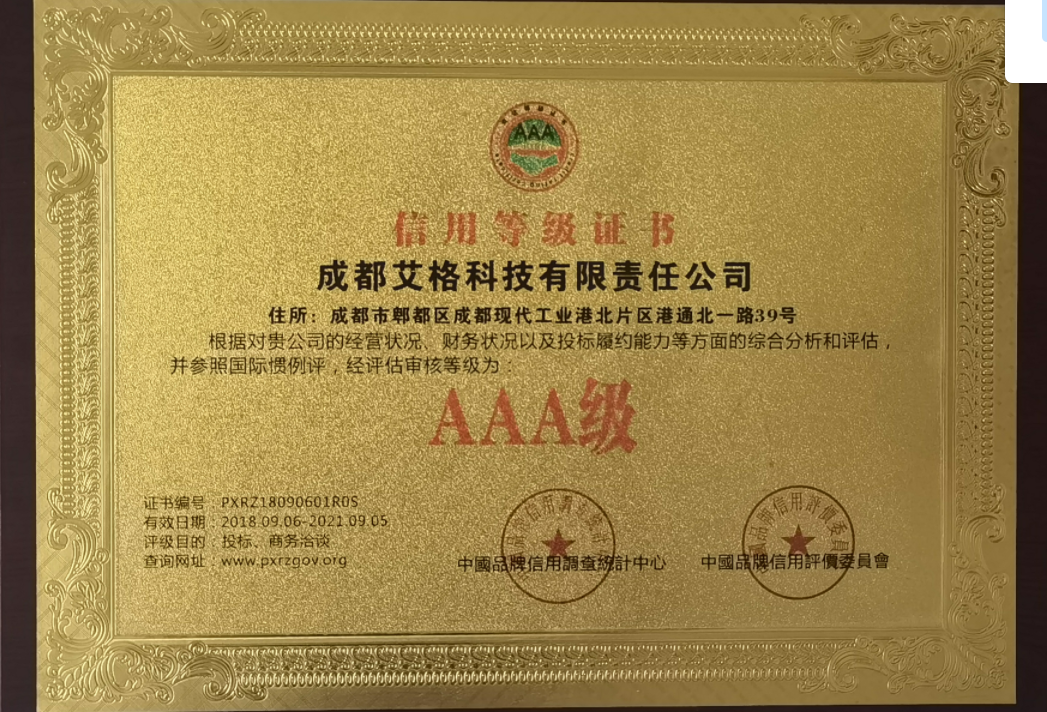 AAA
信用等级证书
成都艾格科技有限责任公司
住所：成都市郫都区成都现代工业港北片区港通北一路39号
根据对贵公司的经营状况、财务状况以及投标履约能力等方面的综合分析和评估，
并参照国际惯例评，经评估审核等级为：
AAA级
证书编号：PXRZ18090601R0S
有效日期：2018.09.06-2021.09.05
评级目的：投标、商务洽谈
查询网址：www.pxrzgov.org
中國品牌信用調查統計中心
中國品牌信用評價委員會